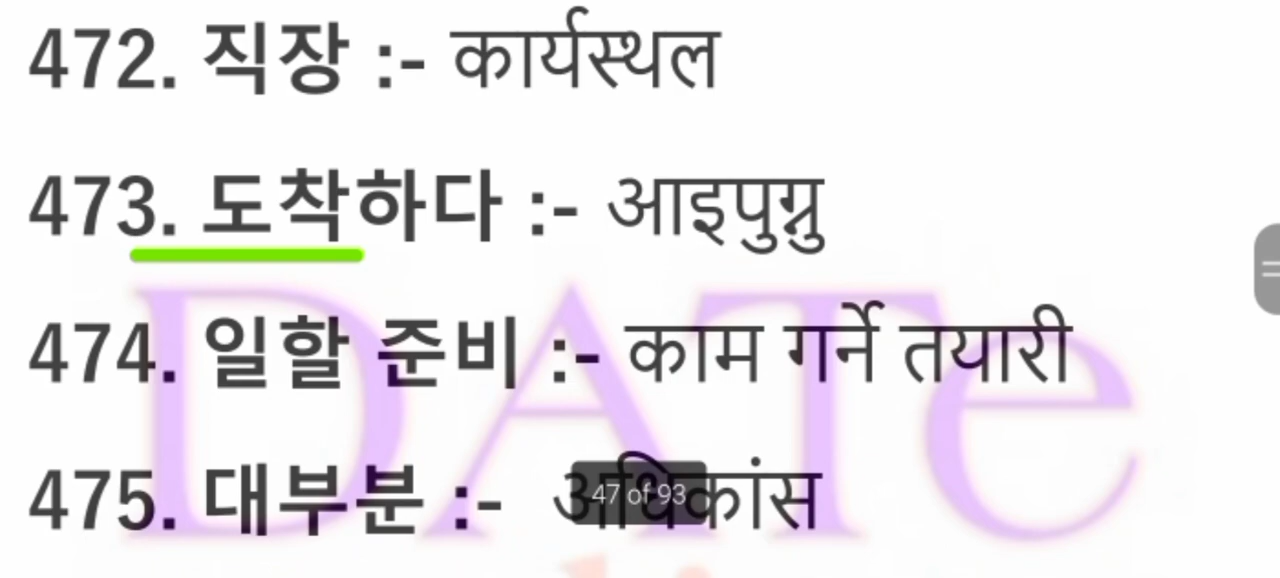 472. 직장 :- कार्यस्थल
473. 도착하다 :- आइपुग्नु
474. 일할 준비 :- काम गर्ने तयारी
475. 대부분 :- अधिकांस
47 of 93
DATe